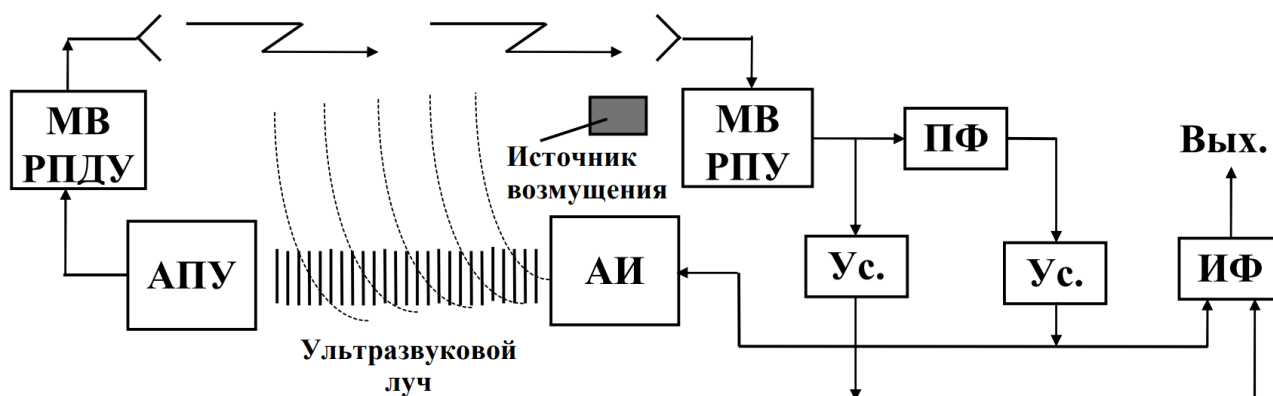 МВ
РПДУ
МВ
РПУ
ПФ
Вых.
Источник
возмущения
АПУ
АИ
Ус.
Ус.
ИФ
Ультразвуковой
луч